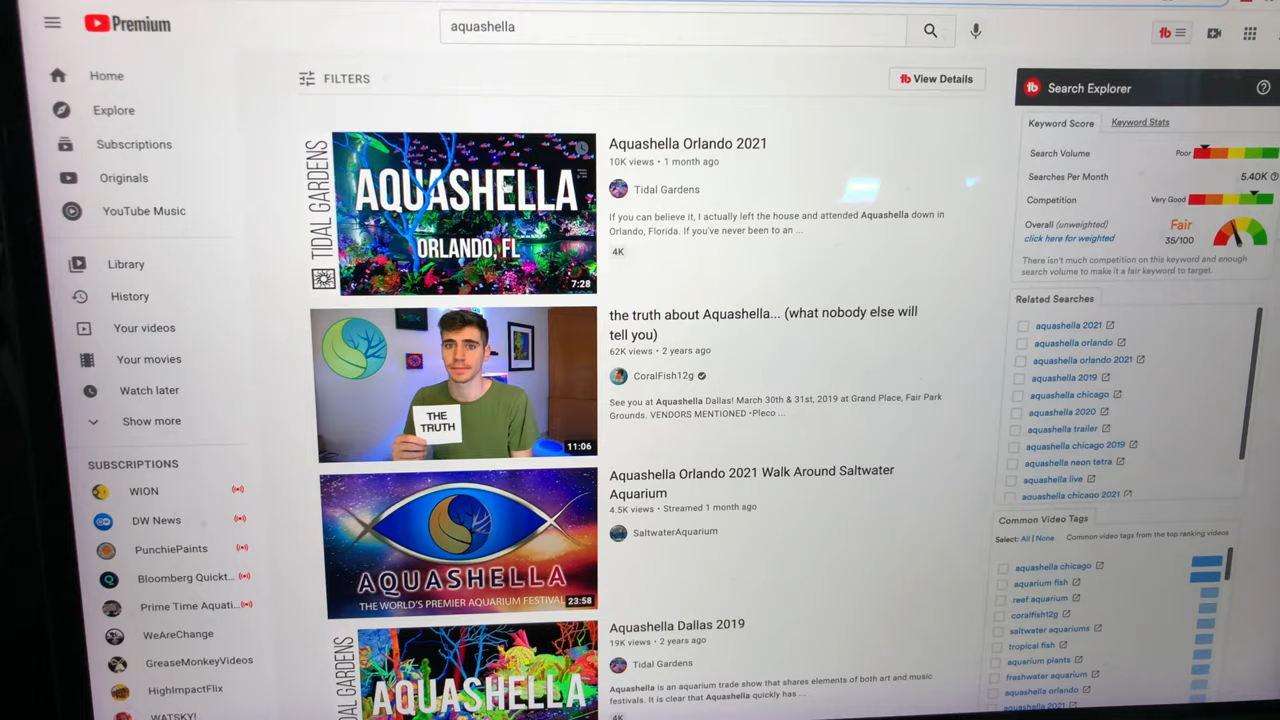 Premium
aquashella
Home
Explore
Subscriptions
Originals
YouTube Music
Library
History
Your videos
Your movies
Watch later
Show more
SUBSCRIPTIONS
WION
DW News
PunchiePaints
Bloomberg Quickt...
Prime Time Aquati...
WeAreChange
GreaseMonkeyVideos
HighImpactFlix
WATSKY!
FILTERS
tb View Details
TIDAL GARDENS
AQUASHELLA
ORLANDO, FL
7:28
Aquashella Orlando 2021
10K views • 1 month ago
Tidal Gardens
If you can believe it, I actually left the house and attended Aquashella down in
Orlando, Florida. If you've never been to an ...
4K
THE
TRUTH
11:06
the truth about Aquashella... (what nobody else will
tell you)
62K views • 2 years ago
CoralFish12g
See you at Aquashella Dallas! March 30th & 31st, 2019 at Grand Place, Fair Park
Grounds. VENDORS MENTIONED •Pleco ...
AQUASHELLA
THE WORLD'S PREMIER AQUARIUM FESTIVAL
23:58
Aquashella Orlando 2021 Walk Around Saltwater
Aquarium
4.5K views • Streamed 1 month ago
SaltwaterAquarium
TIDAL GARDENS
AQUASHELLA
Aquashella Dallas 2019
19K views • 2 years ago
Tidal Gardens
Aquashella is an aquarium trade show that shares elements of both art and music
festivals. It is clear that Aquashella quickly has ...
4K
tb
tb Search Explorer
Keyword Score Keyword Stats
Search Volume Poor
Searches Per Month 5.40K
Competition Very Good
Overall (unweighted) Fair
click here for weighted 35/100
There isn't much competition on this keyword and enough
search volume to make it a fair keyword to target.
Related Searches
aquashella 2021
aquashella orlando
aquashella orlando 2021
aquashella 2019
aquashella chicago
aquashella 2020
aquashella trailer
aquashella chicago 2019
aquashella neon tetra
aquashella live
aquashella chicago 2021
Common Video Tags
Select: All | None Common video tags from the top ranking videos
aquashella chicago
aquarium fish
reef aquarium
coralfish12g
saltwater aquariums
tropical fish
aquarium plants
freshwater aquarium
aquashella orlando
aquashella 2021